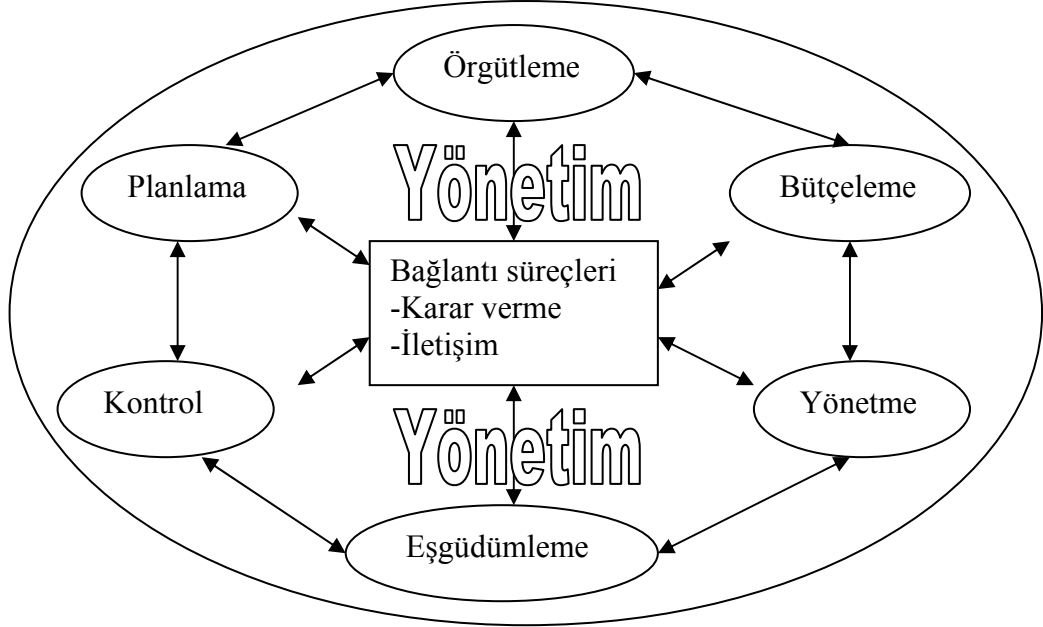 Örgütleme
Yönetim
Planlama
Bütçeleme
Bağlantı süreçleri
-Karar verme
-İletişim
Kontrol
Yönetme
Yönetim
Eşgüdümleme